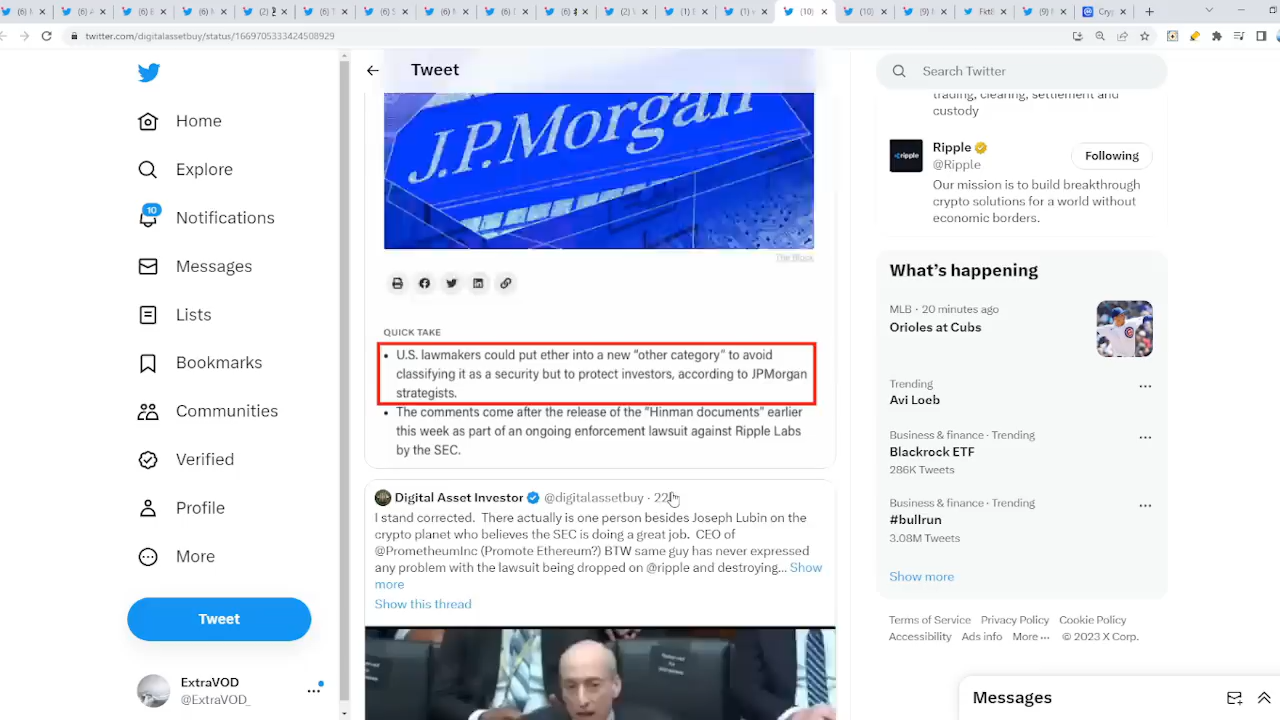 twitter.com/digitalassetbuy/status/1669705333424508929
Home
Explore
10
Notifications
Messages
Lists
Bookmarks
Communities
Verified
Profile
More
Tweet
ExtraVOD
@ExtraVOD_
Tweet
J.P.Morgan
The Block
QUICK TAKE
U.S. lawmakers could put ether into a new "other category" to avoid
classifying it as a security but to protect investors, according to JPMorgan
strategists.
The comments come after the release of the "Hinman documents" earlier
this week as part of an ongoing enforcement lawsuit against Ripple Labs
by the SEC.
Digital Asset Investor @digitalassetbuy ·
I stand corrected. There actually is one person besides Joseph Lubin on the
crypto planet who believes the SEC is doing a great job. CEO of
@PrometheumInc (Promote Ethereum?) BTW same guy has never expressed
any problem with the lawsuit being dropped on @ripple and destroying... Show
more
Show this thread
Search Twitter
trading, clearing, settlement and
custody
ripple
Ripple
@Ripple
Following
Our mission is to build breakthrough
crypto solutions for a world without
economic borders.
What's happening
MLB · 20 minutes ago
Orioles at Cubs
Trending
Avi Loeb
Business & finance · Trending
Blackrock ETF
286K Tweets
Business & finance · Trending
#bullrun
3.08M Tweets
Show more
Terms of Service Privacy Policy Cookie Policy
Accessibility Ads info More ··· © 2023 X Corp.
Messages